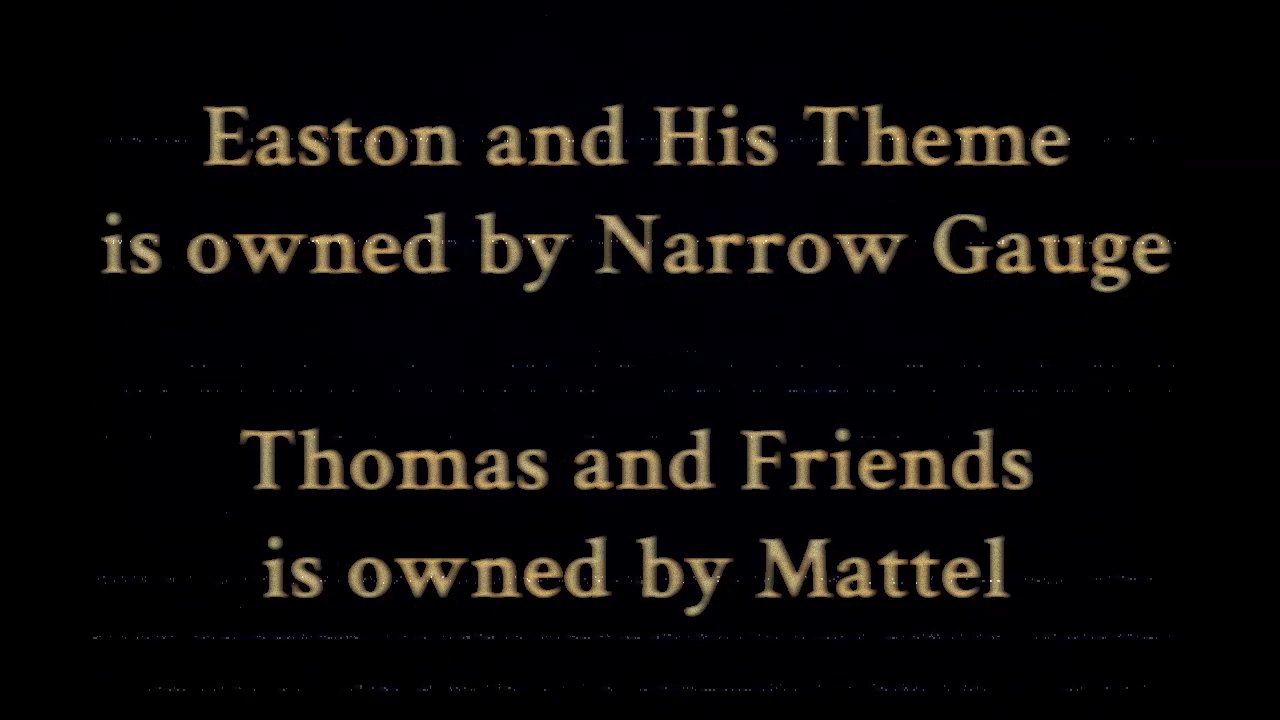 Easton and His Theme
is owned by Narrow Gauge
Thomas and Friends
is owned by Mattel